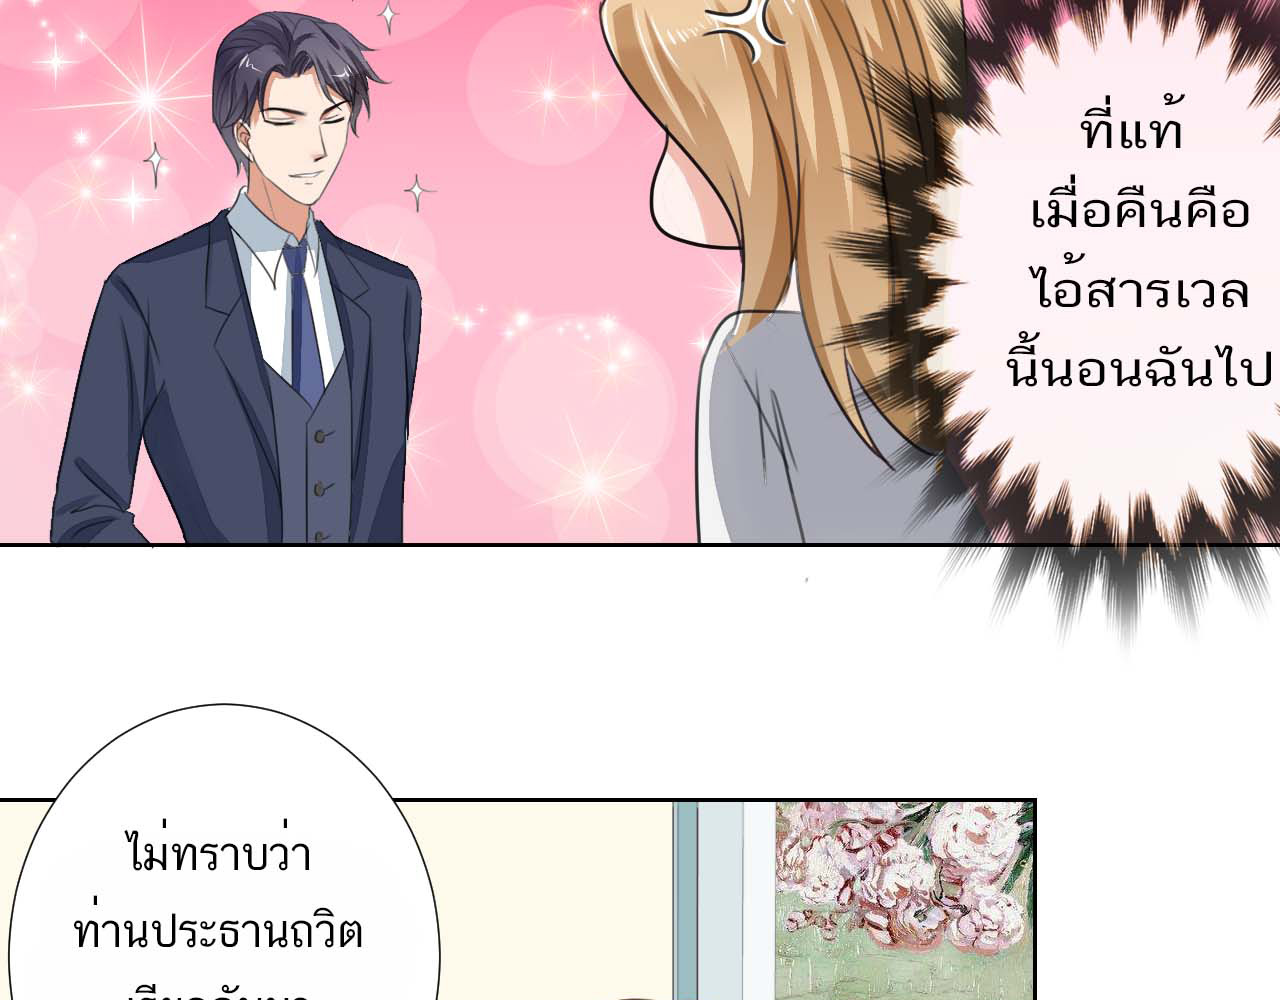 ที่แท้
เมื่อคืนคือ
ไอ้สารเวล
นี้นอนฉันไป
ไม่ทราบว่า
ท่านประธานถวิต